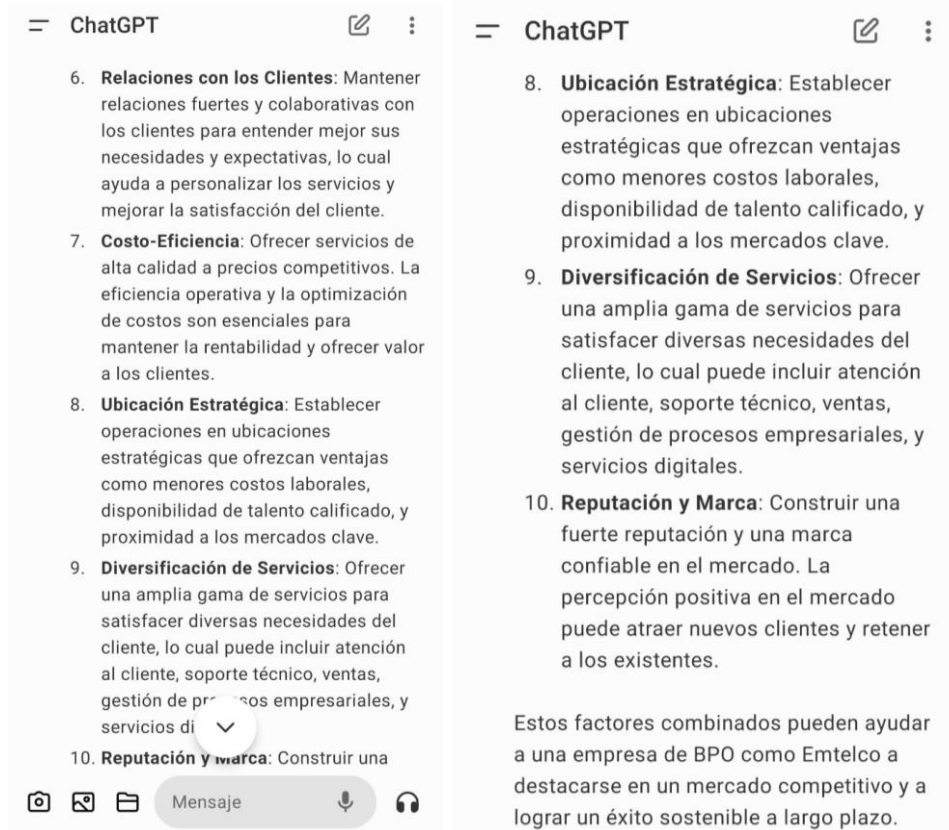 ChatGPT
6. Relaciones con los Clientes: Mantener
relaciones fuertes y colaborativas con
los clientes para entender mejor sus
necesidades y expectativas, lo cual
ayuda a personalizar los servicios y
mejorar la satisfacción del cliente.
7. Costo-Eficiencia: Ofrecer servicios de
alta calidad a precios competitivos. La
eficiencia operativa y la optimización
de costos son esenciales para
mantener la rentabilidad y ofrecer valor
a los clientes.
8. Ubicación Estratégica: Establecer
operaciones en ubicaciones
estratégicas que ofrezcan ventajas
como menores costos laborales,
disponibilidad de talento calificado, y
proximidad a los mercados clave.
9. Diversificación de Servicios: Ofrecer
una amplia gama de servicios para
satisfacer diversas necesidades del
cliente, lo cual puede incluir atención
al cliente, soporte técnico, ventas,
gestión de procesos empresariales, y
servicios di
10. Reputación y Marca: Construir una
Mensaje
ChatGPT
8. Ubicación Estratégica: Establecer
operaciones en ubicaciones
estratégicas que ofrezcan ventajas
como menores costos laborales,
disponibilidad de talento calificado, y
proximidad a los mercados clave.
9. Diversificación de Servicios: Ofrecer
una amplia gama de servicios para
satisfacer diversas necesidades del
cliente, lo cual puede incluir atención
al cliente, soporte técnico, ventas,
gestión de procesos empresariales, y
servicios digitales.
10. Reputación y Marca: Construir una
fuerte reputación y una marca
confiable en el mercado. La
percepción positiva en el mercado
puede atraer nuevos clientes y retener
a los existentes.
Estos factores combinados pueden ayudar
a una empresa de BPO como Emtelco a
destacarse en un mercado competitivo y a
lograr un éxito sostenible a largo plazo.